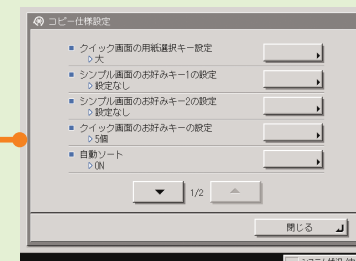 コピー仕様設定
クイック画面の用紙選択キー設定
大
シンプル画面のお好みキー1の設定
設定なし
シンプル画面のお好みキー2の設定
設定なし
クイック画面のお好みキーの設定
5個
自動ソート
ON
1/2
閉じる